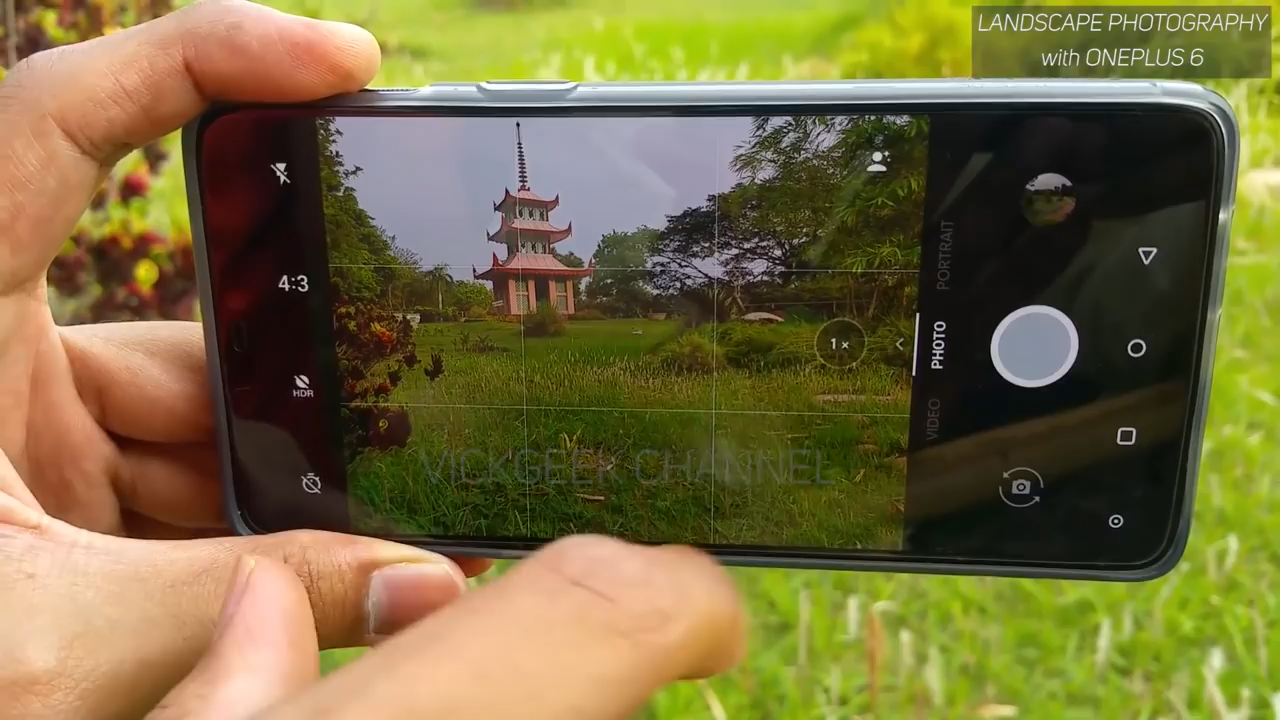 LANDSCAPE PHOTOGRAPHY
with ONEPLUS 6
4:3
HDR
1×
PORTRAIT
PHOTO
VIDEO
VICKGEEK CHANNEL